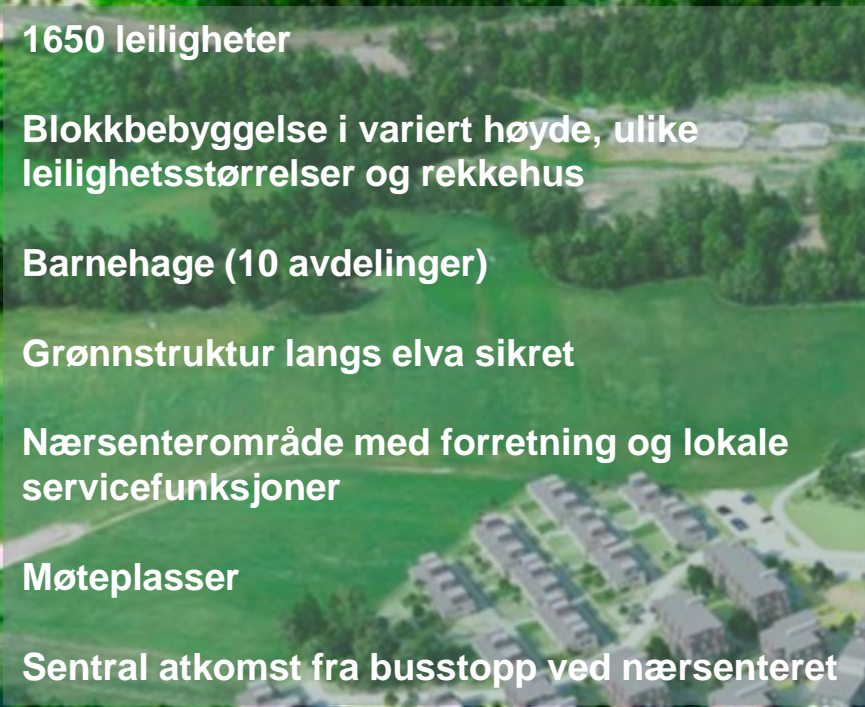 1650 leiligheter
Blokkbebyggelse i variert høyde, ulike
leilighetsstørrelser og rekkehus
Barnehage (10 avdelinger)
Grønnstruktur langs elva sikret
Nærsenterområde med forretning og lokale
servicefunksjoner
Møteplasser
Sentral atkomst fra busstopp ved nærsenteret